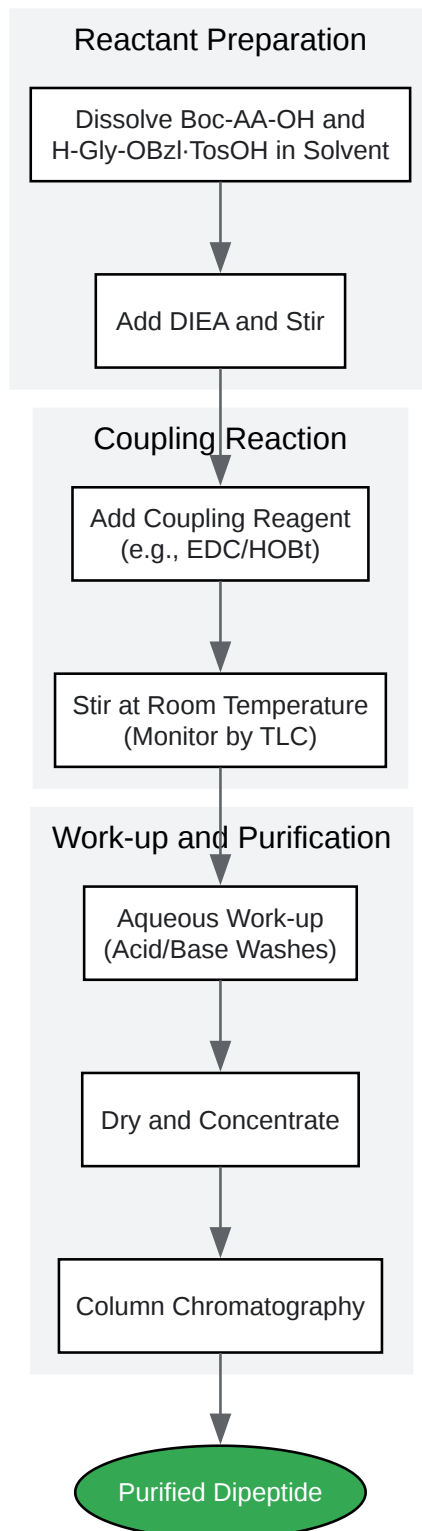 Reactant Preparation
Dissolve Boc-AA-OH and
H-Gly-OBzl·TosOH in Solvent
Add DIEA and Stir
Coupling Reaction
Add Coupling Reagent
(e.g., EDC/HOBt)
Stir at Room Temperature
(Monitor by TLC)
Work-up and Purification
Aqueous Work-up
(Acid/Base Washes)
Dry and Concentrate
Column Chromatography
Purified Dipeptide